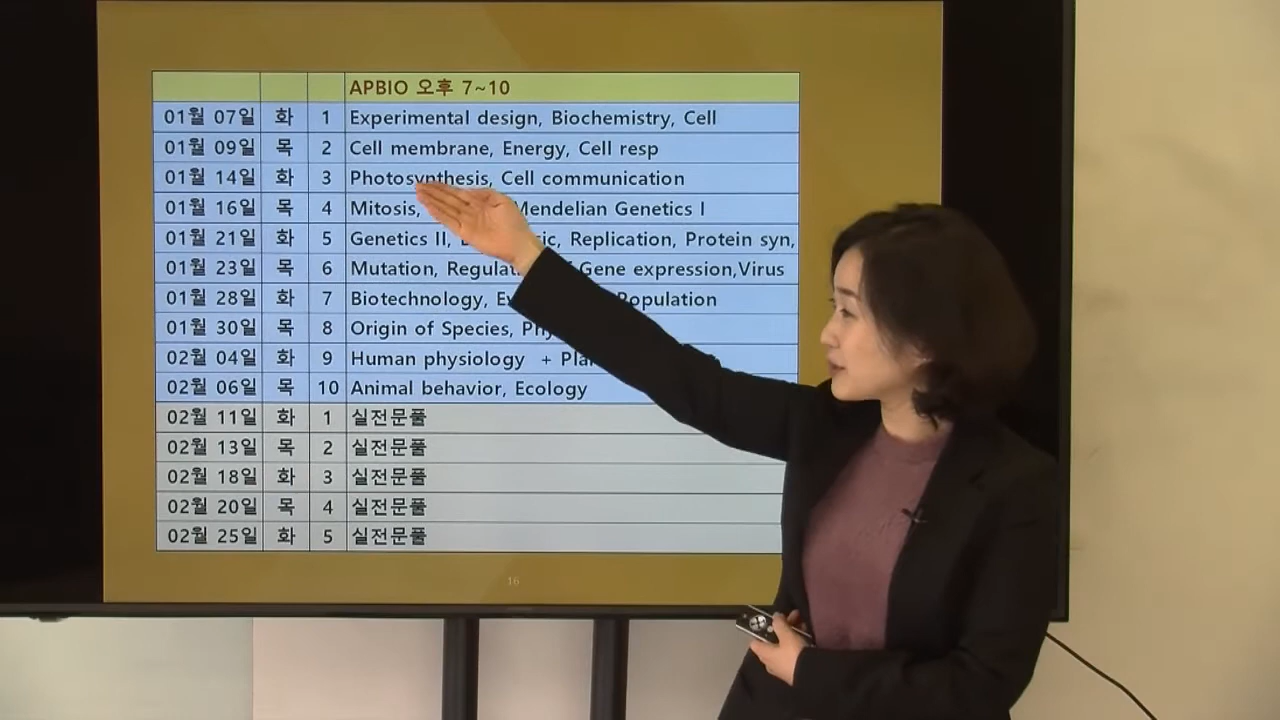 APBIO 오후 7~10
01월 07일 화 1 Experimental design, Biochemistry, Cell
01월 09일 목 2 Cell membrane, Energy, Cell resp
01월 14일 화 3 Photosynthesis, Cell communication
01월 16일 목 4 Mitosis, Mendelian Genetics I
01월 21일 화 5 Genetics II, Replication, Protein syn,
01월 23일 목 6 Mutation, Regulation of Gene expression,Virus
01월 28일 화 7 Biotechnology, Population
01월 30일 목 8 Origin of Species,
02월 04일 화 9 Human physiology +
02월 06일 목 10 Animal behavior, Ecology
02월 11일 화 1 실전문풀
02월 13일 목 2 실전문풀
02월 18일 화 3 실전문풀
02월 20일 목 4 실전문풀
02월 25일 화 5 실전문풀
16